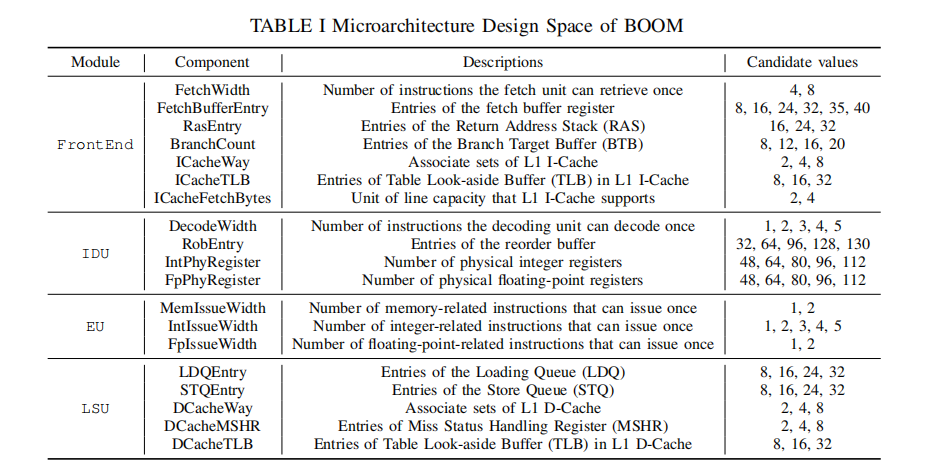 TABLE I Microarchitecture Design Space of BOOM
Module Component Descriptions Candidate values
FetchWidth Number of instructions the fetch unit can retrieve once 4, 8
FetchBufferEntry Entries of the fetch buffer register 8, 16, 24, 32, 35, 40
RasEntry Entries of the Return Address Stack (RAS) 16, 24, 32
FrontEnd BranchCount Entries of the Branch Target Buffer (BTB) 8, 12, 16, 20
ICacheWay Associate sets of L1 I-Cache 2, 4, 8
ICacheTLB Entries of Table Look-aside Buffer (TLB) in L1 I-Cache 8, 16, 32
ICacheFetchBytes Unit of line capacity that L1 I-Cache supports 2, 4
DecodeWidth Number of instructions the decoding unit can decode once 1, 2, 3, 4, 5
IDU RobEntry Entries of the reorder buffer 32, 64, 96, 128, 130
IntPhyRegister Number of physical integer registers 48, 64, 80, 96, 112
FpPhyRegister Number of physical floating-point registers 48, 64, 80, 96, 112
MemIssueWidth Number of memory-related instructions that can issue once 1, 2
EU IntIssueWidth Number of integer-related instructions that can issue once 1, 2, 3, 4, 5
FpIssueWidth Number of floating-point-related instructions that can issue once 1, 2
LDQEntry Entries of the Loading Queue (LDQ) 8, 16, 24, 32
STQEntry Entries of the Store Queue (STQ) 8, 16, 24, 32
LSU DCacheWay Associate sets of L1 D-Cache 2, 4, 8
DCacheMSHR Entries of Miss Status Handling Register (MSHR) 2, 4, 8
DCacheTLB Entries of Table Look-aside Buffer (TLB) in L1 D-Cache 8, 16, 32